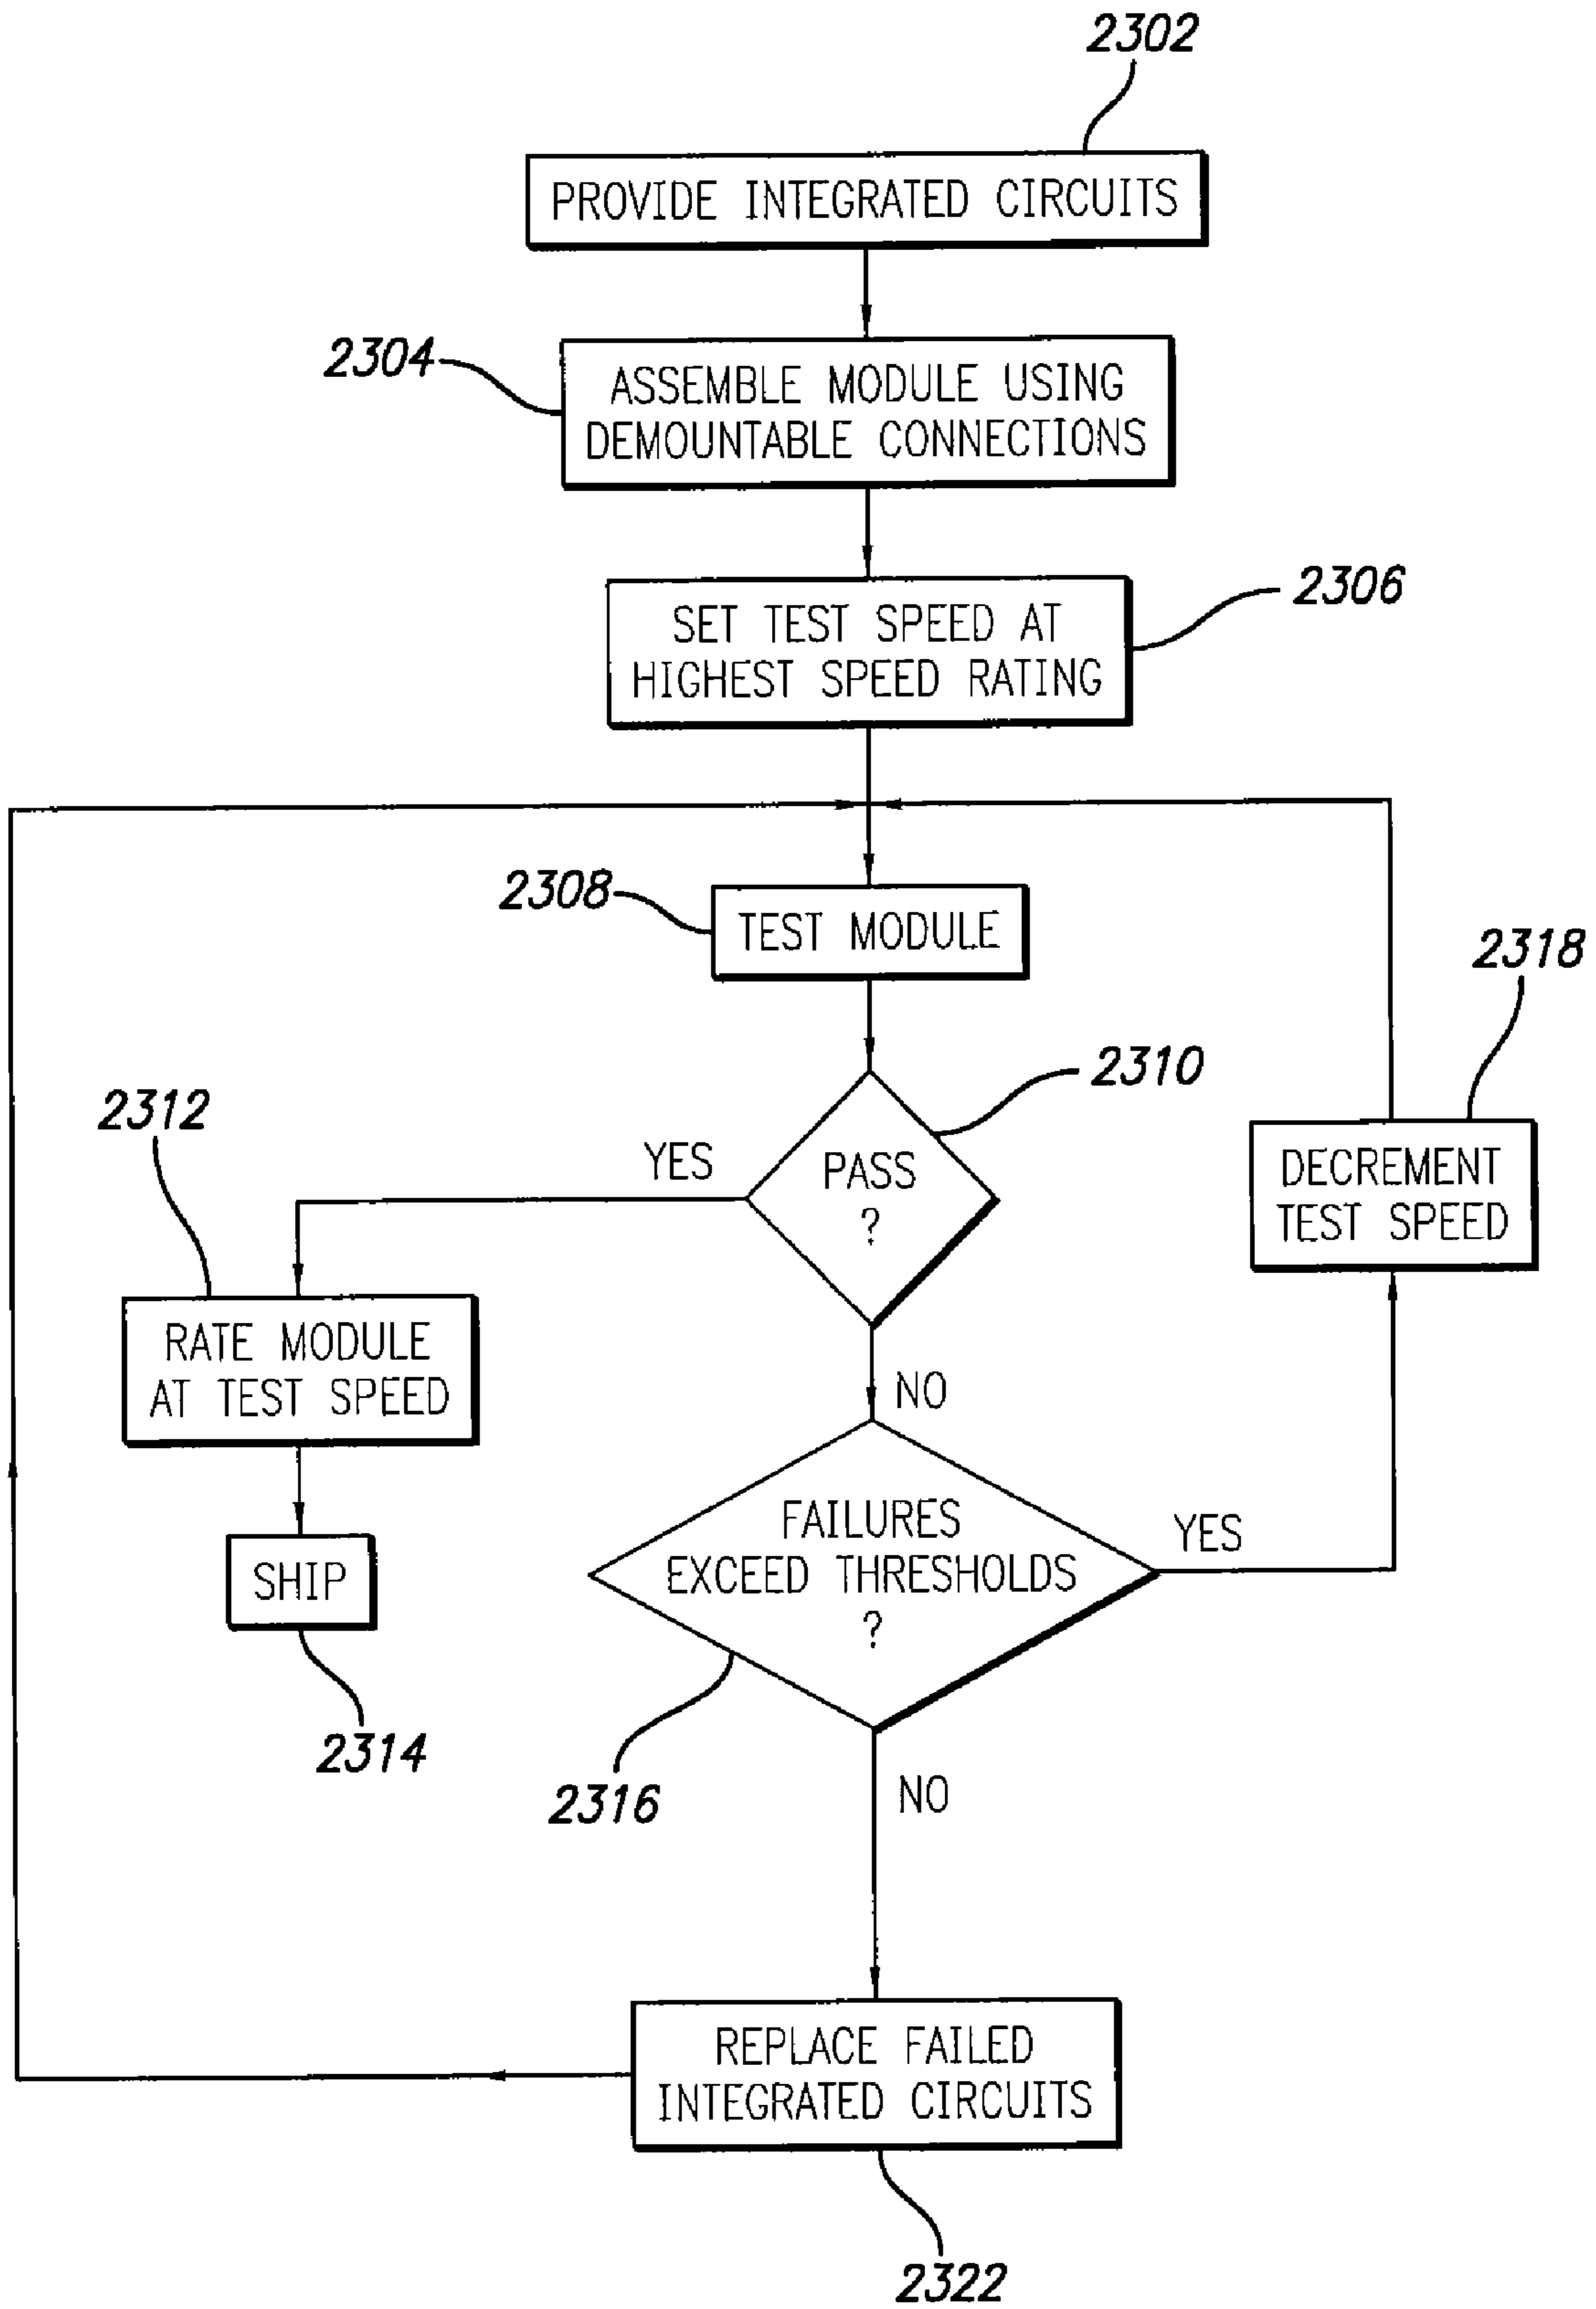 2302
PROVIDE INTEGRATED CIRCUITS
2304
ASSEMBLE MODULE USING
DEMOUNTABLE CONNECTIONS
2306
SET TEST SPEED AT
HIGHEST SPEED RATING
2308
TEST MODULE
2318
2310
2312
YES
PASS
?
DECREMENT
TEST SPEED
RATE MODULE
AT TEST SPEED
NO
FAILURES
EXCEED THRESHOLDS
?
YES
SHIP
2314
2316
NO
REPLACE FAILED
INTEGRATED CIRCUITS
2322